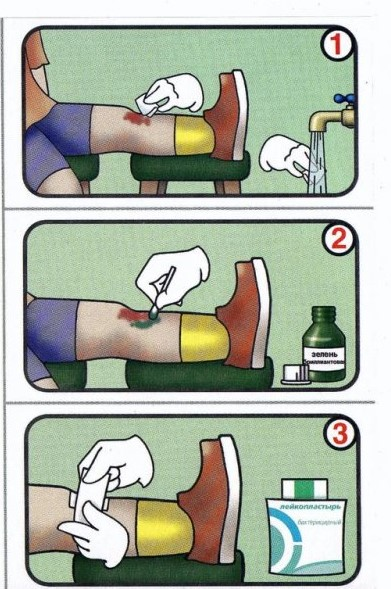 1
2
зелень
бриллиантовая
3
лейкопластырь
бактерицидный